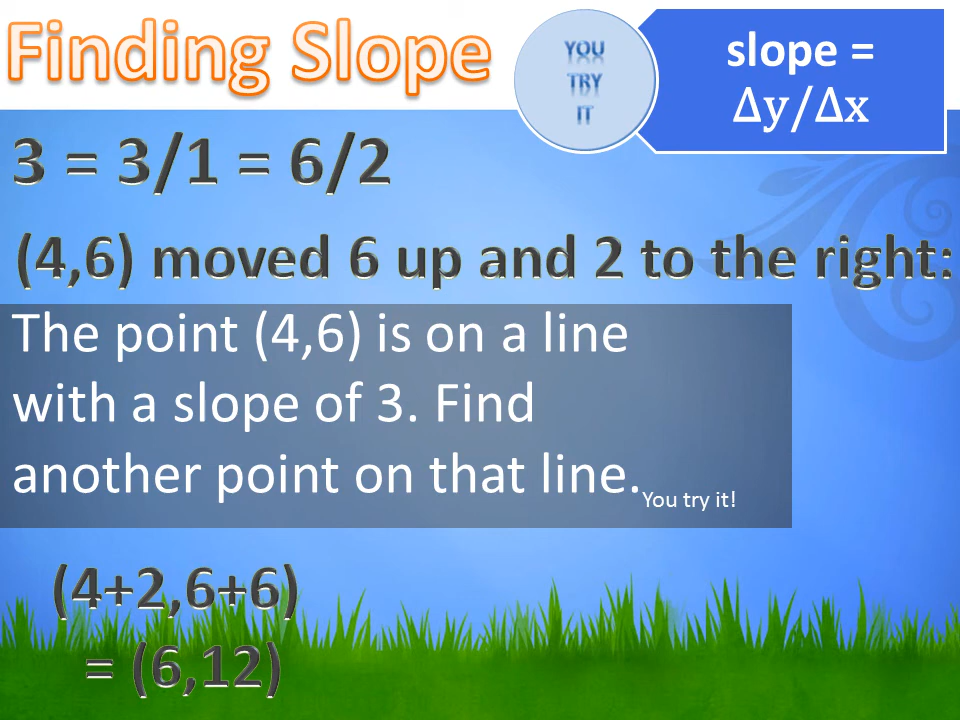 Finding Slope
YOU
TRY
IT
slope =
Δy/Δx
3 = 3/1 = 6/2
(4,6) moved 6 up and 2 to the right:
The point (4,6) is on a line
with a slope of 3. Find
another point on that line.
You try it!
(4+2,6+6)
= (6,12)